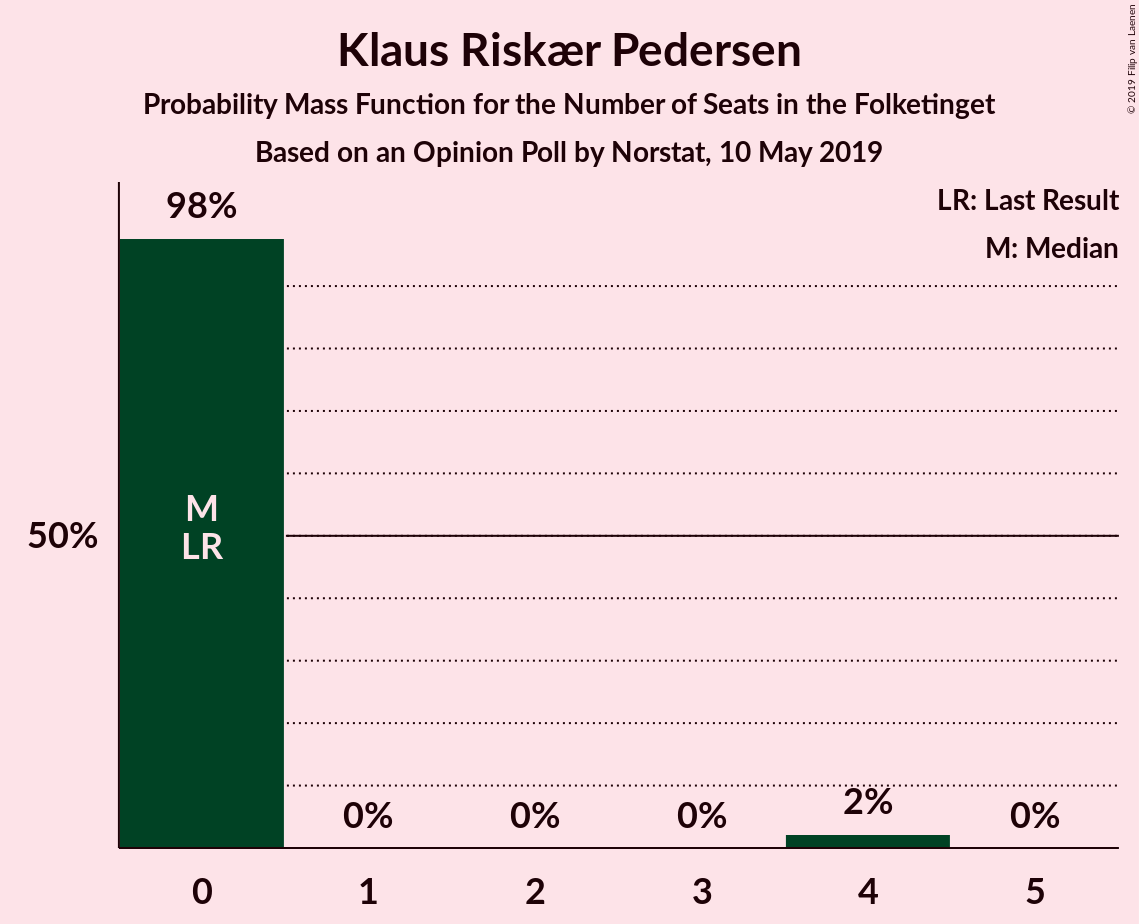 Klaus Riskær Pedersen
Probability Mass Function for the Number of Seats in the Folketinget
Based on an Opinion Poll by Norstat, 10 May 2019
© 2019 Filip van Laenen
LR: Last Result
M: Median
98%
M
LR
50%
0%
0%
0%
2%
0%
0 1 2 3 4 5